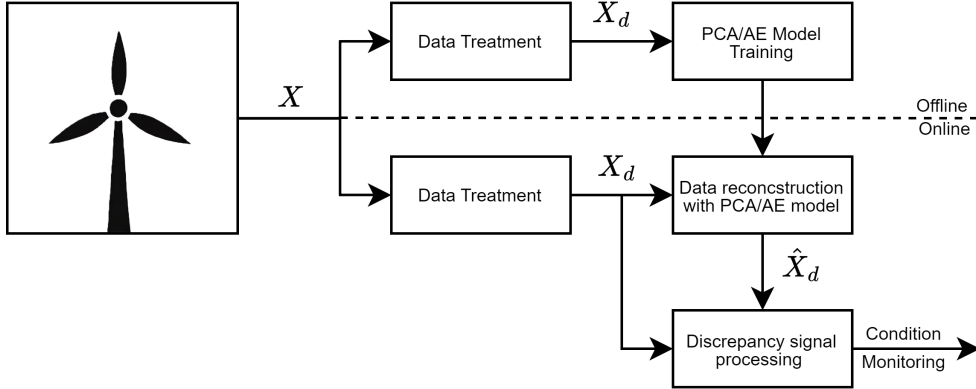 X
Data Treatment
X_d
PCA/AE Model
Training
Offline
Online
Data Treatment
X_d
Data reconcstruction
with PCA/AE model
X̂_d
Discrepancy signal
processing
Condition
Monitoring